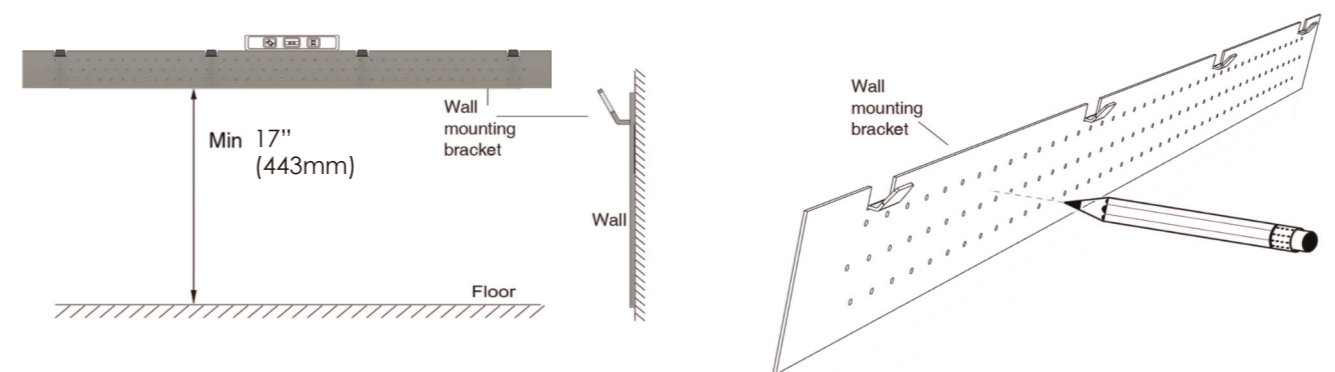 Wall
mounting
bracket
Min 17”
(443mm)
Wall
Floor
Wall
mounting
bracket